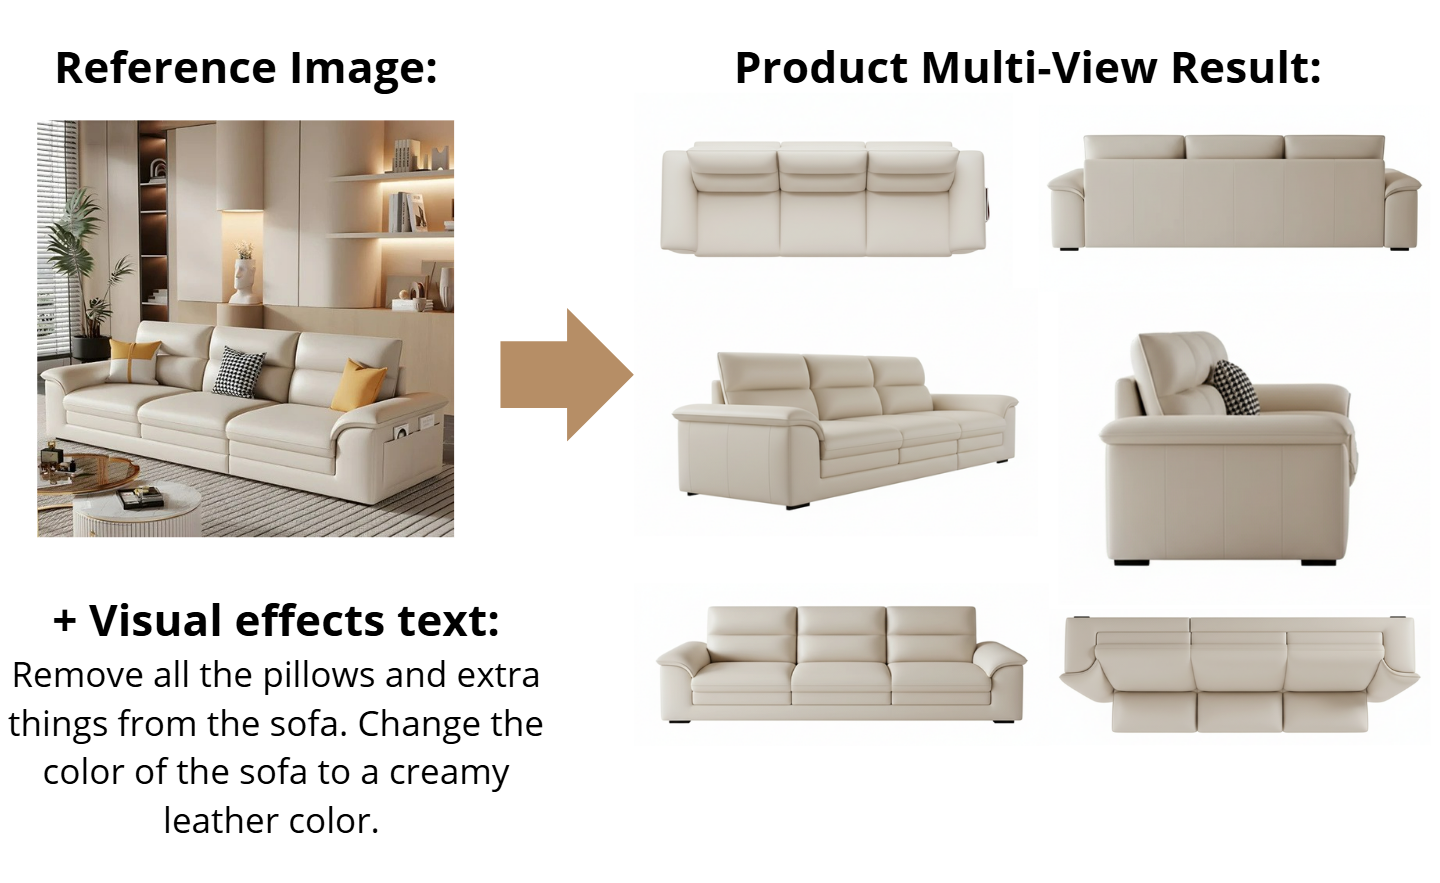 Reference Image:
Product Multi-View Result:
+ Visual effects text:
Remove all the pillows and extra
things from the sofa. Change the
color of the sofa to a creamy
leather color.